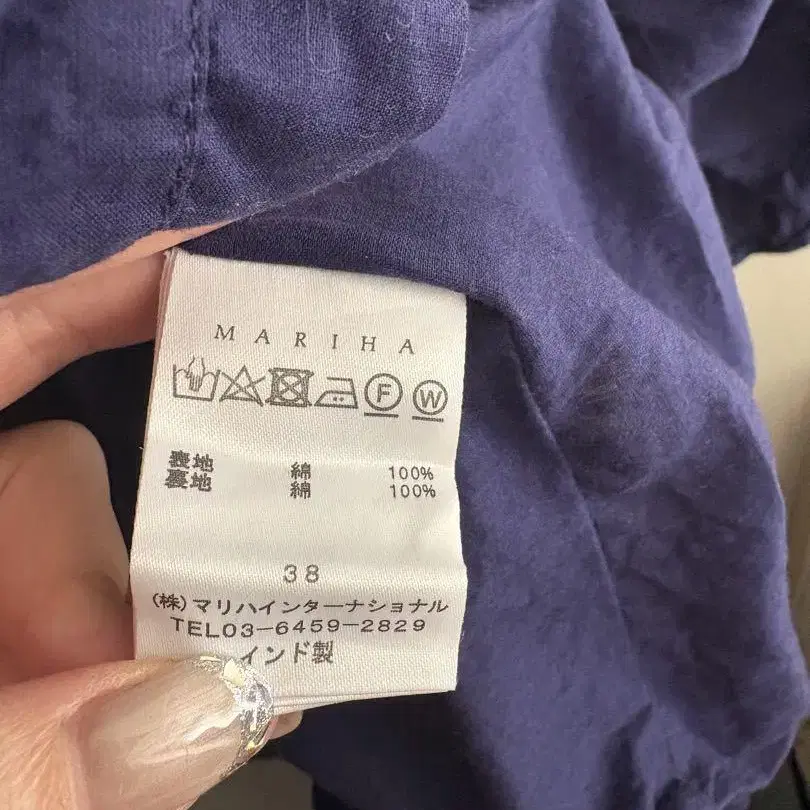 MARIHA
F W
表地 綿 100%
裏地 綿 100%
38
(株)マリハインターナショナル
TEL03-6459-2829
インド製